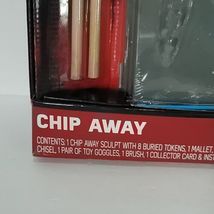 CHIP AWAY
CONTENTS: 1 CHIP AWAY SCULPT WITH 8 BURIED TOKENS, 1 MALLET,
CHISEL, 1 PAIR OF TOY GOGGLES, 1 BRUSH, 1 COLLECTOR CARD & INST